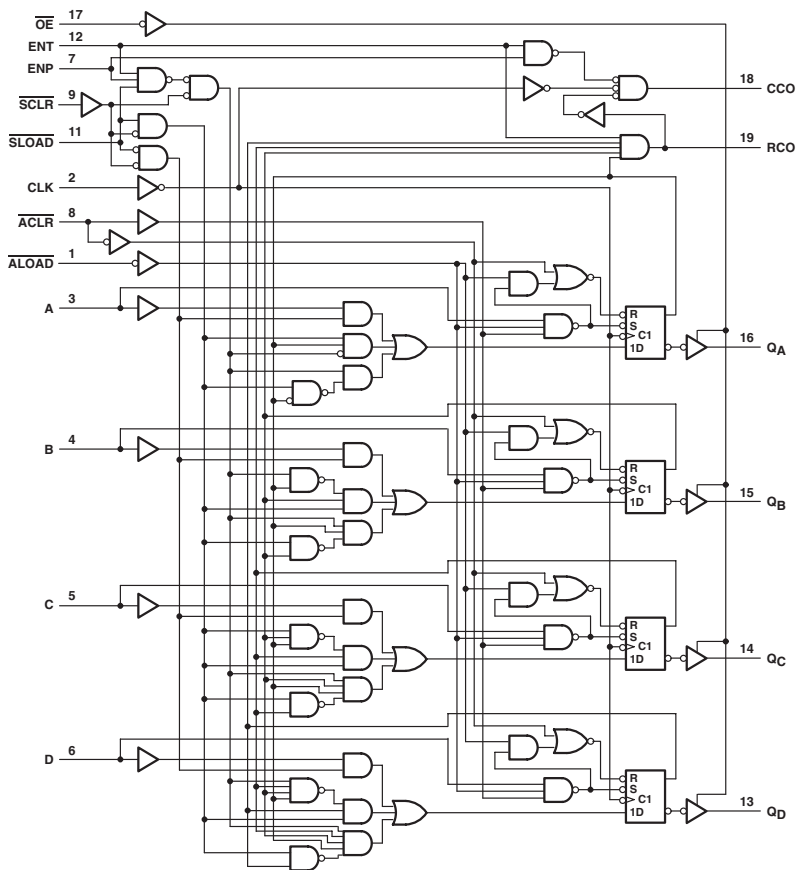 OE 17
ENT 12
ENP 7
SCLR 9
SLOAD 11
CLK 2
ACLR 8
ALOAD 1
18 CCO
19 RCO
A 3
R
S
C1
1D
16 QA
B 4
R
S
C1
1D
15 QB
C 5
R
S
C1
1D
14 QC
D 6
R
S
C1
1D
13 QD